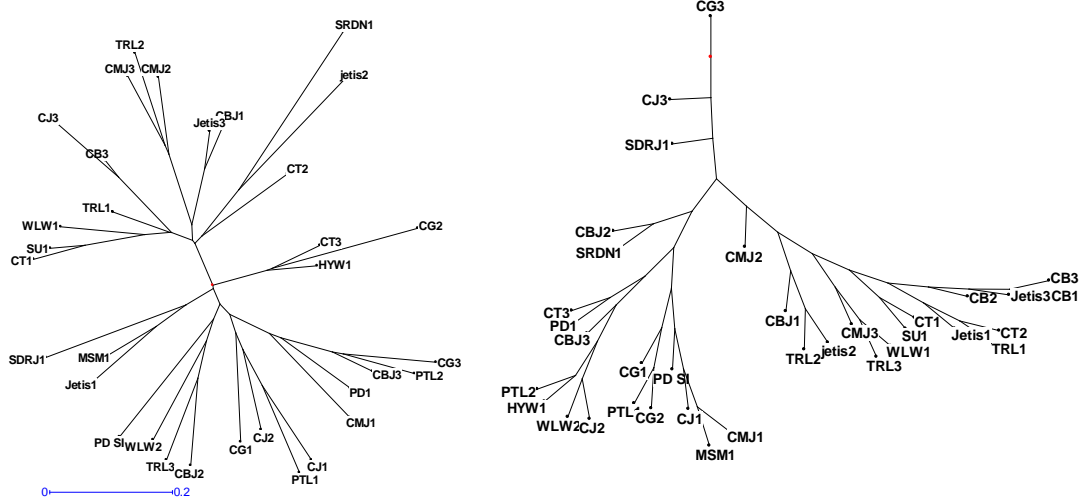 SRDN1
TRL2
CMJ3
CMJ2
jetis2
CJ3
CBJ1
Jetis3
CB3
CT2
TRL1
WLW1
SU1
CT1
CG2
CT3
HYW1
SDRJ1
MSM1
Jetis1
CG3
CBJ3
PTL2
PD1
CMJ1
PD SI
WLW2
TRL3
CBJ2
CG1
CJ2
CJ1
PTL1
0
0.2
CG3
CJ3
SDRJ1
CBJ2
SRDN1
CMJ2
CT3
PD1
CBJ3
CBJ1
TRL2
jetis2
CMJ3
TRL3
WLW1
SU1
CT1
Jetis1
CT2
TRL1
CB2
Jetis3
CB1
CB3
PTL2
HYW1
WLW2
CJ2
CG1
PD SI
CG2
CJ1
CMJ1
MSM1